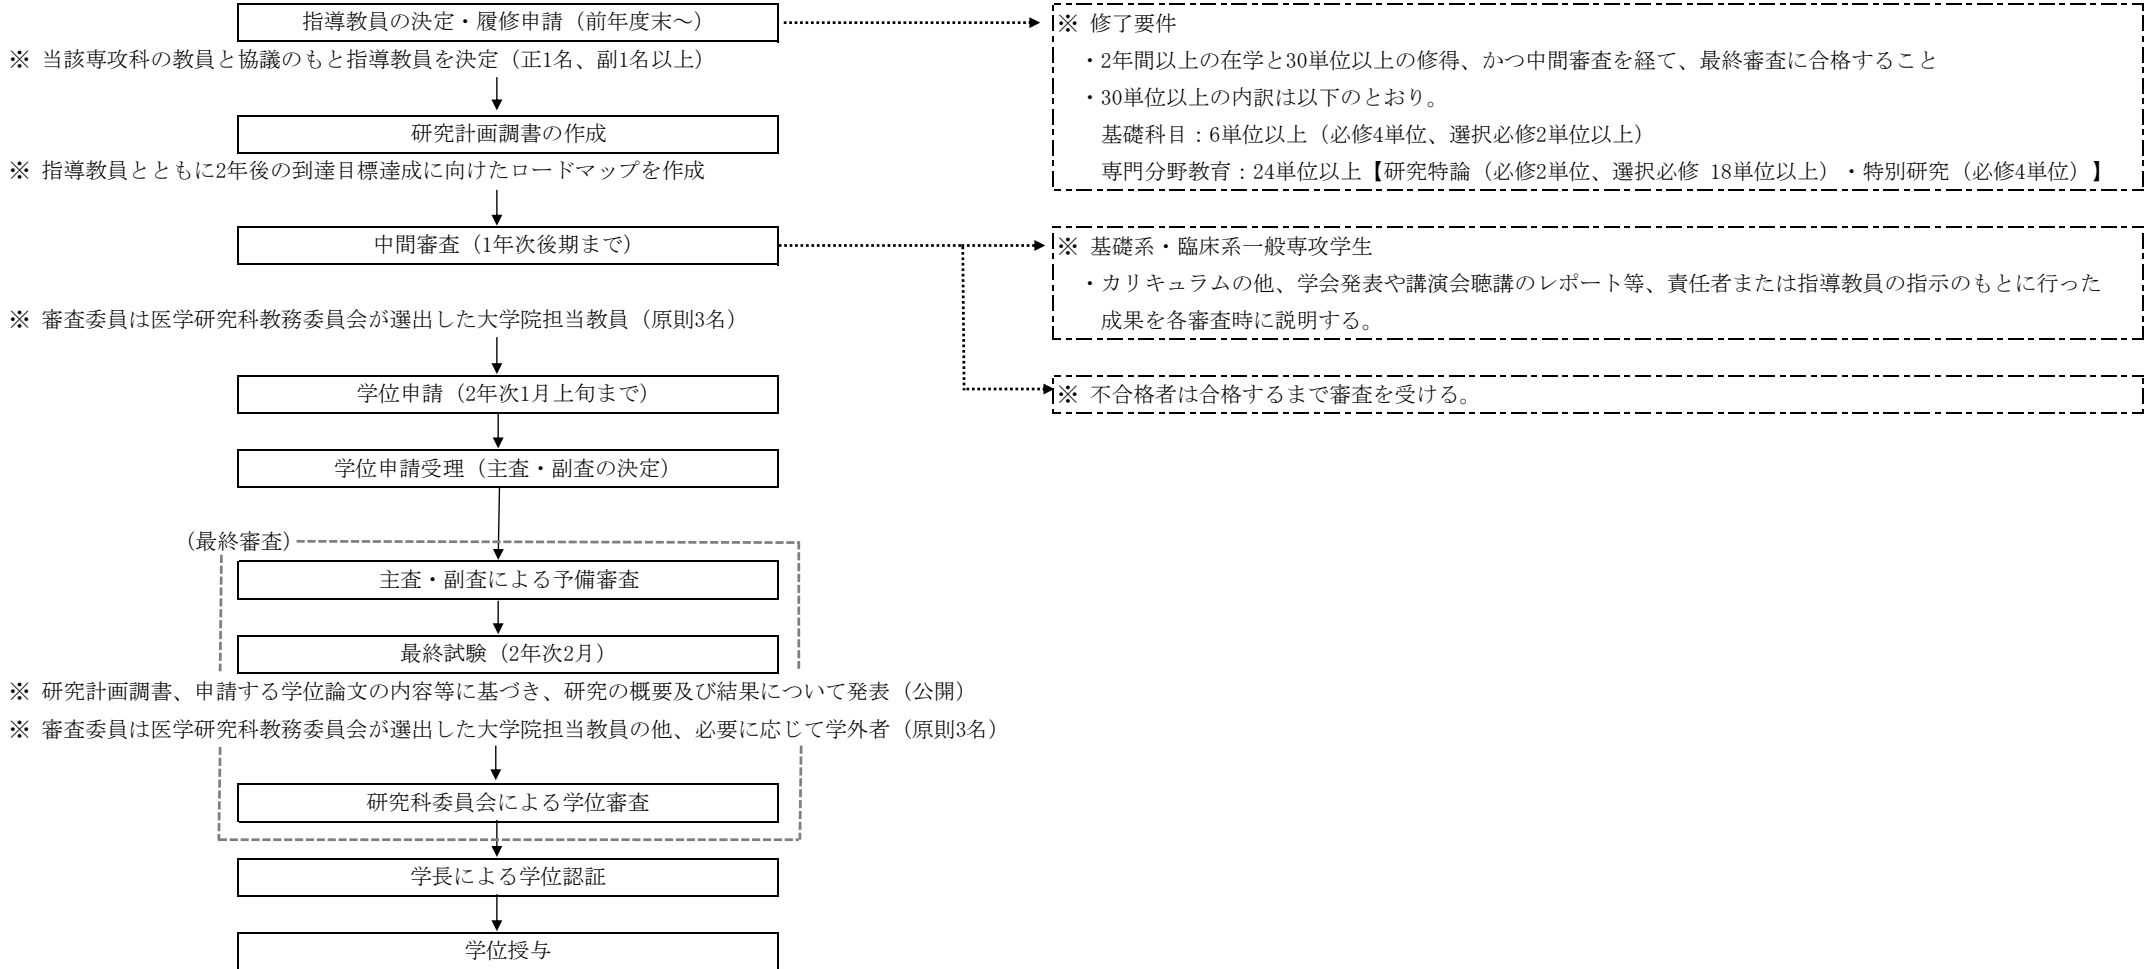 指導教員の決定・履修申請（前年度末～）
※ 当該専攻科の教員と協議のもと指導教員を決定（正1名、副1名以上）
研究計画調書の作成
※ 指導教員とともに2年後の到達目標達成に向けたロードマップを作成
中間審査（1年次後期まで）
※ 審査委員は医学研究科教務委員会が選出した大学院担当教員（原則3名）
学位申請（2年次1月上旬まで）
学位申請受理（主査・副査の決定）
（最終審査）
主査・副査による予備審査
最終試験（2年次2月）
※ 研究計画調書、申請する学位論文の内容等に基づき、研究の概要及び結果について発表（公開）
※ 審査委員は医学研究科教務委員会が選出した大学院担当教員の他、必要に応じて学外者（原則3名）
研究科委員会による学位審査
学長による学位認証
学位授与
※ 修了要件
・2年間以上の在学と30単位以上の修得、かつ中間審査を経て、最終審査に合格すること
・30単位以上の内訳は以下のとおり。
基礎科目：6単位以上（必修4単位、選択必修2単位以上）
専門分野教育：24単位以上【研究特論（必修2単位、選択必修 18単位以上）・特別研究（必修4単位）】
※ 基礎系・臨床系一般専攻学生
・カリキュラムの他、学会発表や講演会聴講のレポート等、責任者または指導教員の指示のもとに行った
成果を各審査時に説明する。
※ 不合格者は合格するまで審査を受ける。